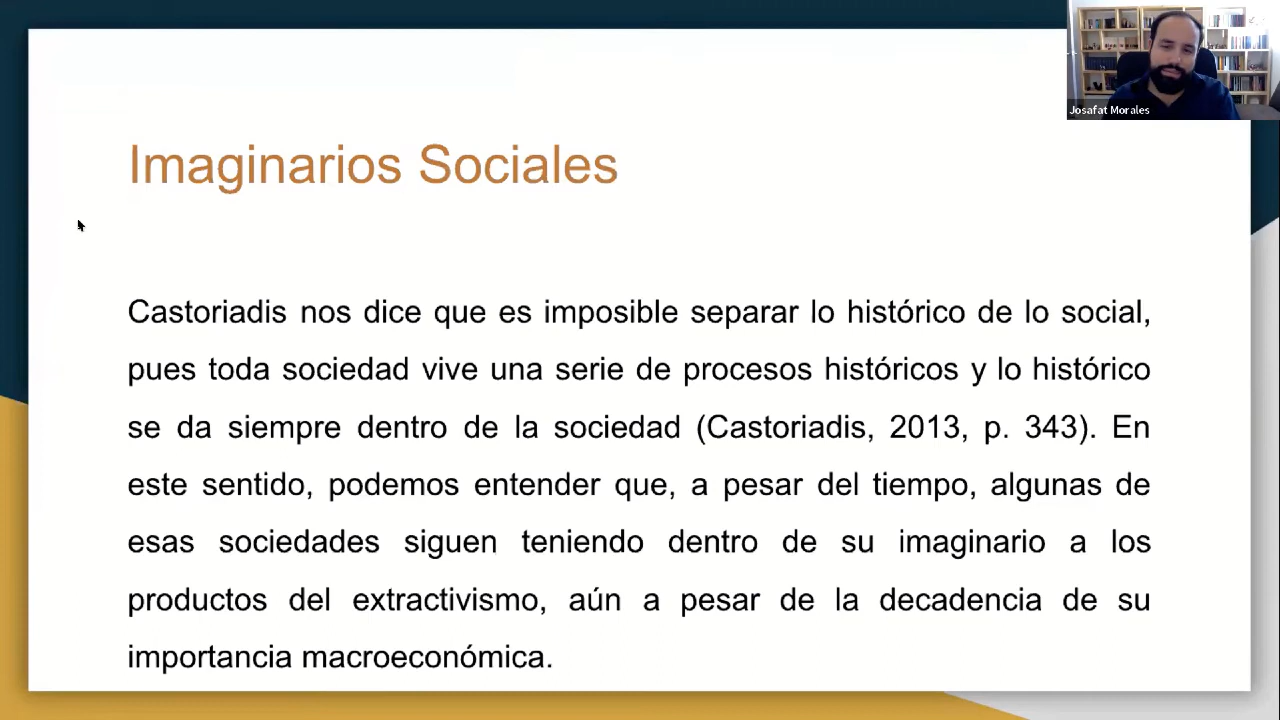 Josafat Morales
Imaginarios Sociales
Castoriadis nos dice que es imposible separar lo histórico de lo social,
pues toda sociedad vive una serie de procesos históricos y lo histórico
se da siempre dentro de la sociedad (Castoriadis, 2013, p. 343). En
este sentido, podemos entender que, a pesar del tiempo, algunas de
esas sociedades siguen teniendo dentro de su imaginario a los
productos del extractivismo, aún a pesar de la decadencia de su
importancia macroeconómica.